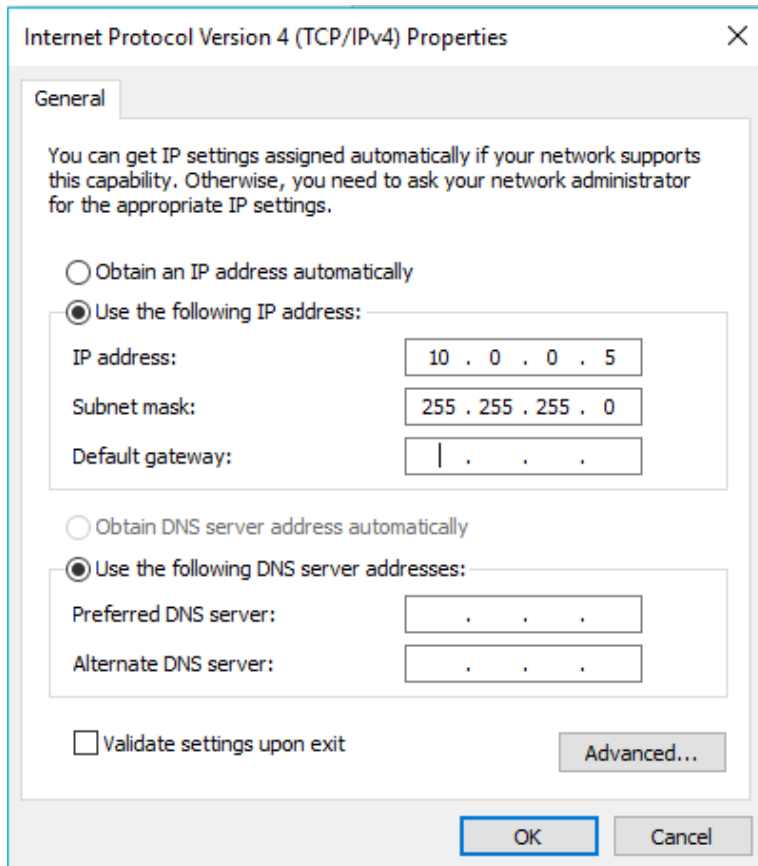 Internet Protocol Version 4 (TCP/IPv4) Properties
General
You can get IP settings assigned automatically if your network supports
this capability. Otherwise, you need to ask your network administrator
for the appropriate IP settings.
Obtain an IP address automatically
Use the following IP address:
IP address: 10 . 0 . 0 . 5
Subnet mask: 255 . 255 . 255 . 0
Default gateway: . . .
Obtain DNS server address automatically
Use the following DNS server addresses:
Preferred DNS server: . . .
Alternate DNS server: . . .
Validate settings upon exit
Advanced...
OK Cancel